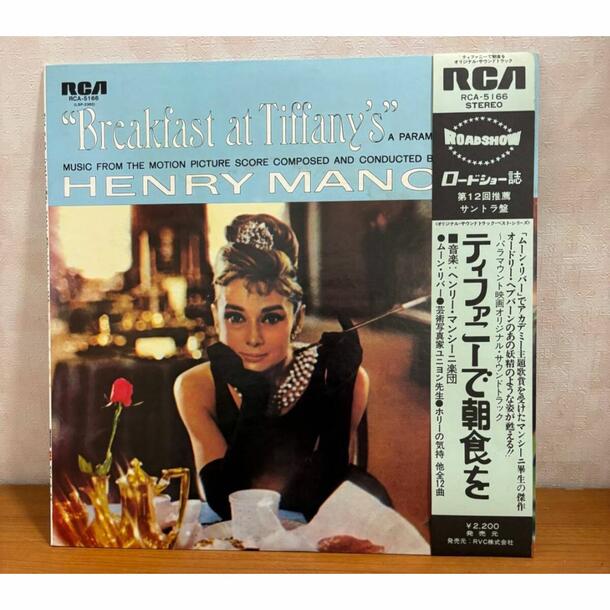 RCA
RCA-5166
(LSP-2362)
"Breakfast at Tiffany's"
A PARAM
MUSIC FROM THE MOTION PICTURE SCORE COMPOSED AND CONDUCTED B
HENRY MANC
ティファニーで朝食を
オリジナル・サウンドトラック
RCA
RCA-5166
STEREO
ROADSHOW
ロードショー誌
第12回推薦
サントラ盤
〈オリジナル・サウンドトラック・ベスト・シリーズ〉
「ムーン・リバー」でアカデミー主題歌賞を受けたマンシーニ畢生の傑作
オードリー・ヘプバーンのあの妖精のような姿が甦える!!
〜パラマウント映画オリジナル・サウンドトラック
ティファニーで朝食を
■音楽:ヘンリー・マンシーニ楽団
●ムーン・リバー●芸術写真家ユニヨシ先生●ホリーの気持 他全12曲
¥2,200
発売元
発売元:RVC株式会社